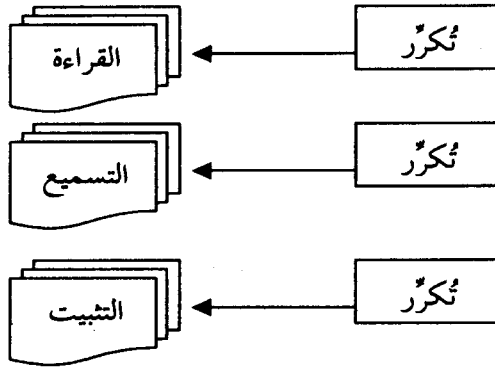 تُكرِّر
القراءة
تُكرِّر
التسميع
تُكرِّر
التثبيت